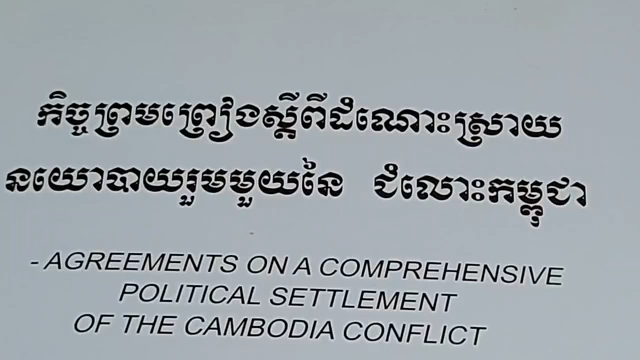 កិច្ចព្រមព្រៀងស្តីពីដំណោះស្រាយ
នយោបាយរួមមួយនៃ ជំលោះកម្ពុជា
- AGREEMENTS ON A COMPREHENSIVE
POLITICAL SETTLEMENT
OF THE CAMBODIA CONFLICT